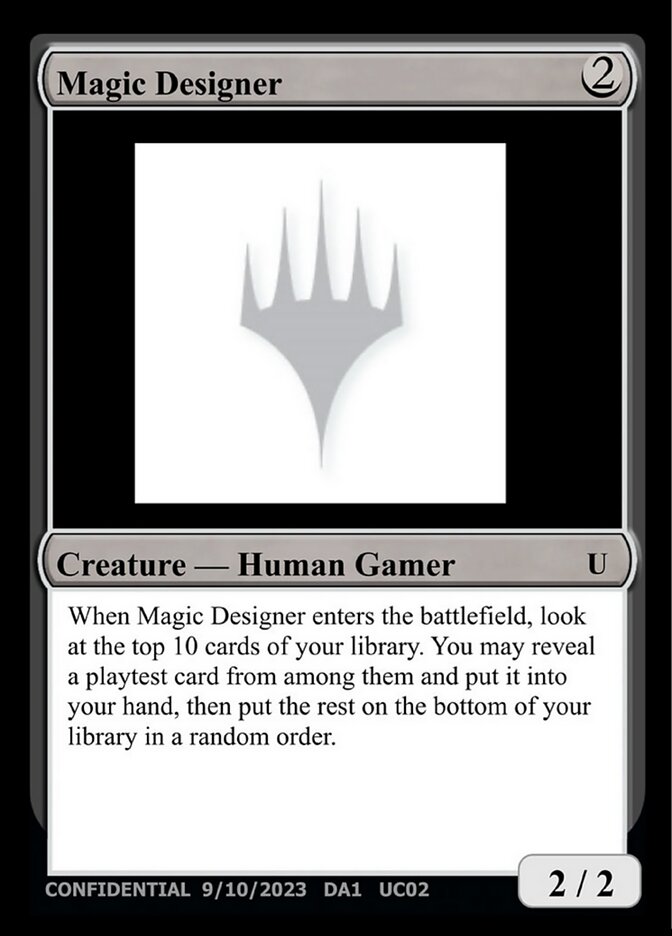 Magic Designer 2
Creature — Human Gamer U
When Magic Designer enters the battlefield, look
at the top 10 cards of your library. You may reveal
a playtest card from among them and put it into
your hand, then put the rest on the bottom of your
library in a random order.
CONFIDENTIAL 9/10/2023 DA1 UC02
2 / 2